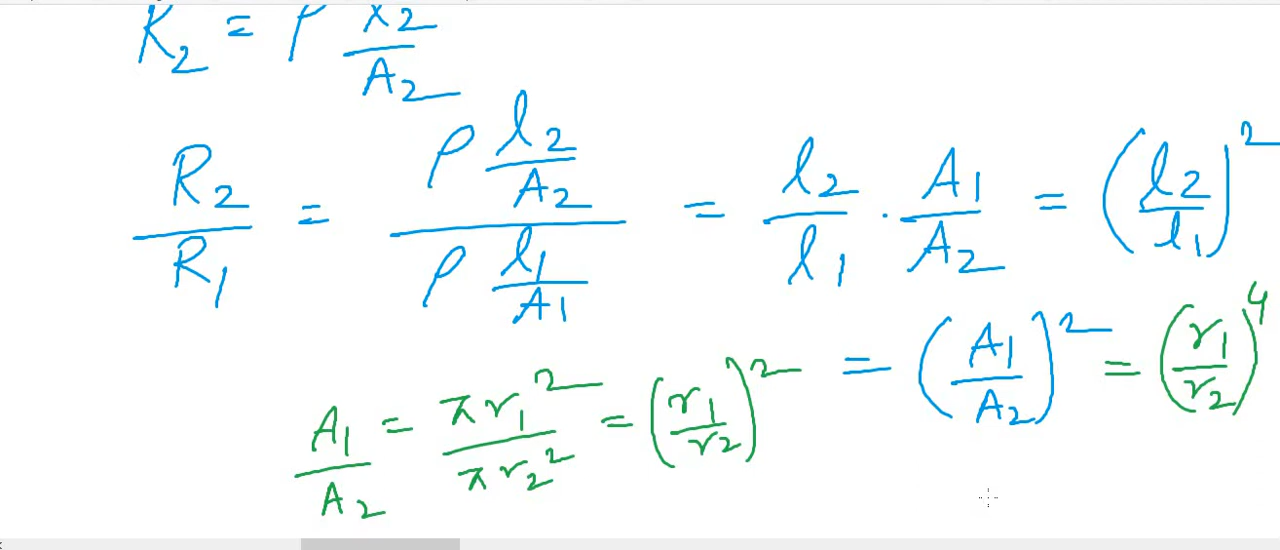 R₂ = ρ l₂/A₂
R₂/R₁ = (ρ l₂/A₂)/(ρ l₁/A₁) = l₂/l₁ · A₁/A₂ = (l₂/l₁)²
= (A₁/A₂)² = (r₁/r₂)⁴
A₁/A₂ = πr₁²/πr₂² = (r₁/r₂)²